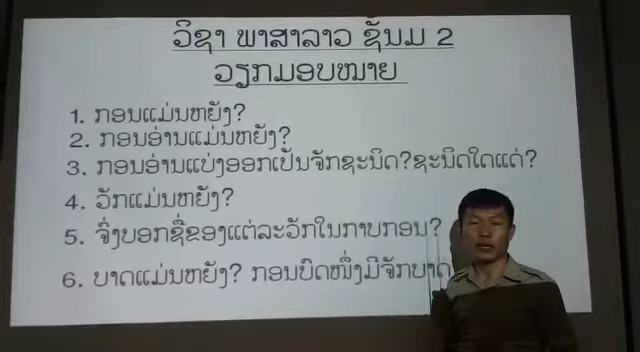 ວິຊາ ພາສາລາວ ຊັ້ນມ 2
ວຽກມອບໝາຍ
1. ກອນແມ່ນຫຍັງ?
2. ກອນອ່ານແມ່ນຫຍັງ?
3. ກອນອ່ານແບ່ງອອກເປັນຈັກຊະນິດ?ຊະນິດໃດແດ່?
4. ວັກແມ່ນຫຍັງ?
5. ຈົ່ງບອກຊື່ຂອງແຕ່ລະວັກໃນກາບກອນ?
6. ບາດແມ່ນຫຍັງ? ກອນບົດໜຶ່ງມີຈັກບາດ